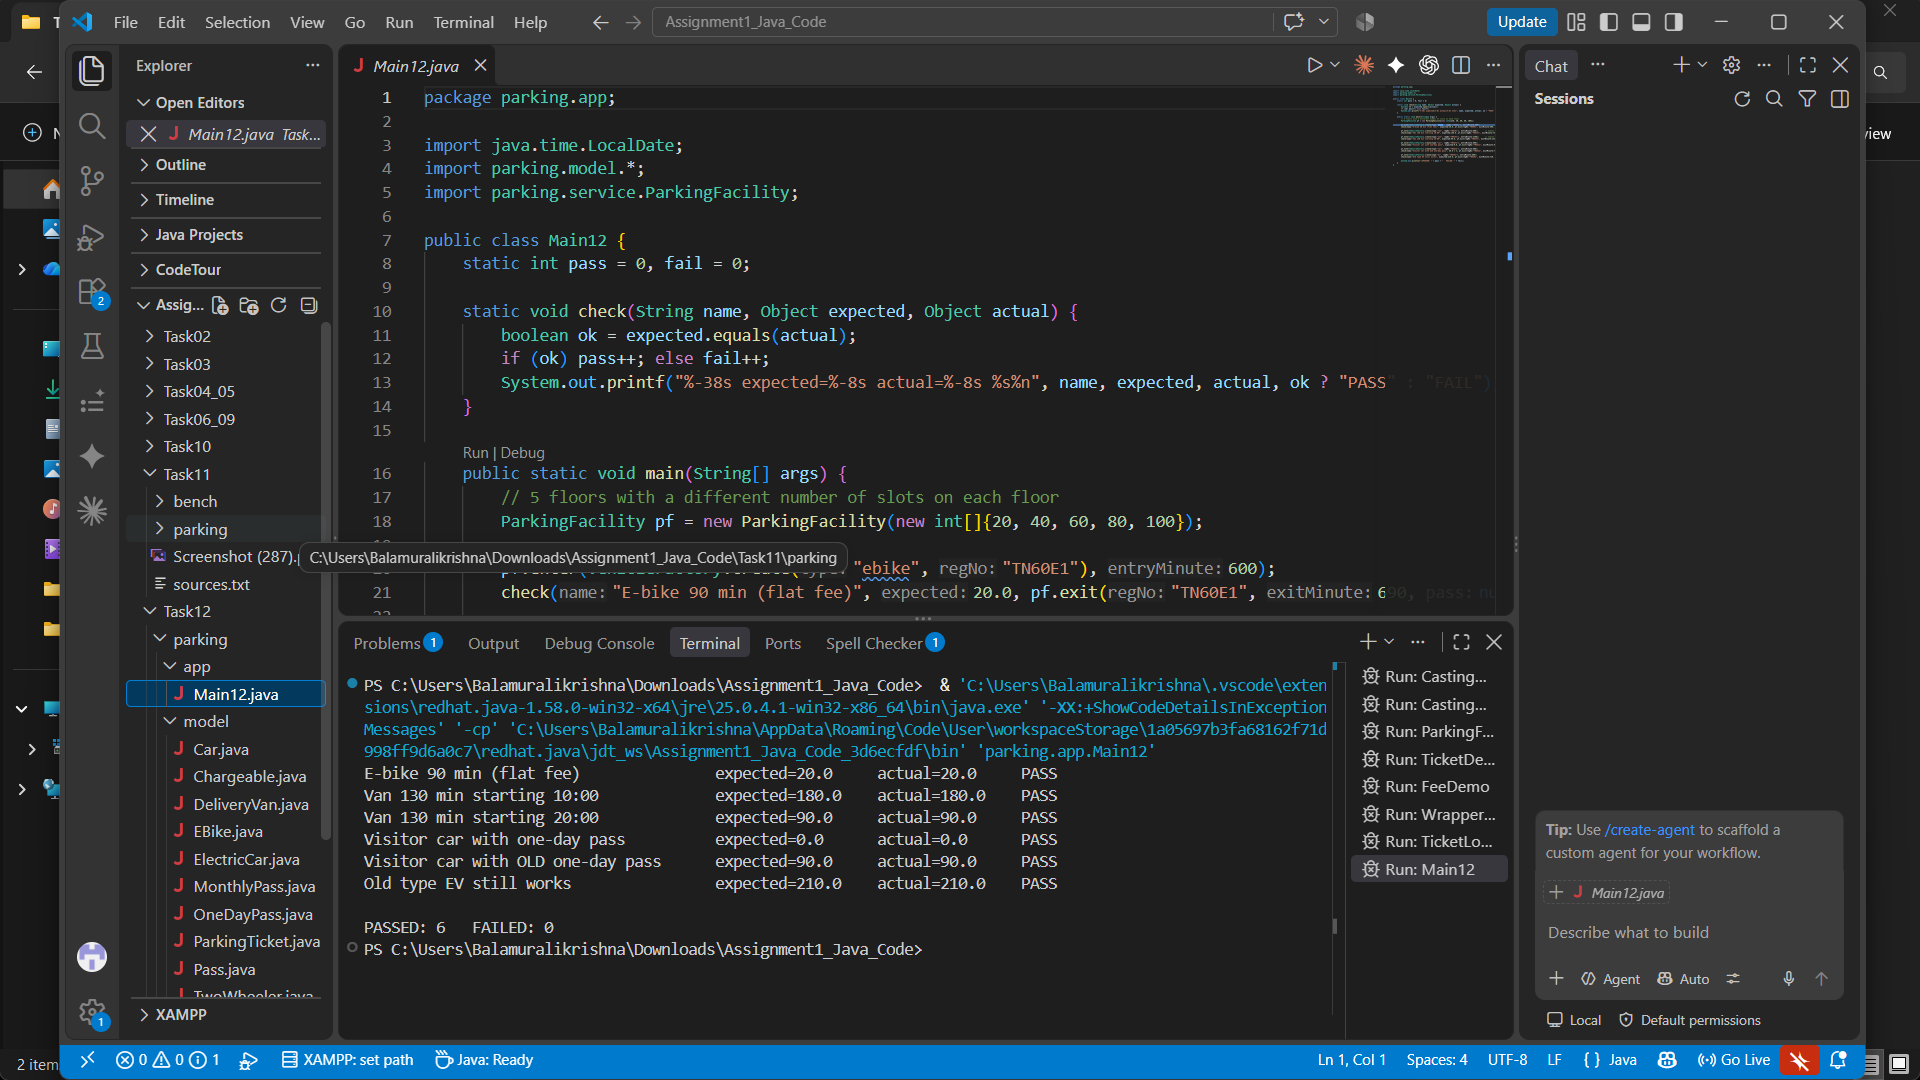 File Edit Selection View Go Run Terminal Help
Assignment1_Java_Code
Update
Explorer
Open Editors
Main12.java Task...
Outline
Timeline
Java Projects
CodeTour
Assig...
Task02
Task03
Task04_05
Task06_09
Task10
Task11
bench
parking
Screenshot (287).p
sources.txt
Task12
parking
app
Main12.java
model
Car.java
Chargeable.java
DeliveryVan.java
EBike.java
ElectricCar.java
MonthlyPass.java
OneDayPass.java
ParkingTicket.java
Pass.java
TwoWheeler.java
XAMPP
2
1
Main12.java
1 package parking.app;
2
3 import java.time.LocalDate;
4 import parking.model.*;
5 import parking.service.ParkingFacility;
6
7 public class Main12 {
8 static int pass = 0, fail = 0;
9
10 static void check(String name, Object expected, Object actual) {
11 boolean ok = expected.equals(actual);
12 if (ok) pass++; else fail++;
13 System.out.printf("%-38s expected=%-8s actual=%-8s %s%n", name, expected, actual, ok ? "PASS" : "FAIL")
14 }
15
Run | Debug
16 public static void main(String[] args) {
17 // 5 floors with a different number of slots on each floor
18 ParkingFacility pf = new ParkingFacility(new int[]{20, 40, 60, 80, 100});
C:\Users\Balamuralikrishna\Downloads\Assignment1_Java_Code\Task11\parking
"ebike", regNo: "TN60E1"), entryMinute: 600);
21 check(name: "E-bike 90 min (flat fee)", expected: 20.0, pf.exit(regNo: "TN60E1", exitMinute: 690, pass: nu
Problems 1 Output Debug Console Terminal Ports Spell Checker 1
PS C:\Users\Balamuralikrishna\Downloads\Assignment1_Java_Code> & 'C:\Users\Balamuralikrishna\.vscode\exten
sions\redhat.java-1.58.0-win32-x64\jre\25.0.4.1-win32-x86_64\bin\java.exe' '-XX:+ShowCodeDetailsInException
Messages' '-cp' 'C:\Users\Balamuralikrishna\AppData\Roaming\Code\User\workspaceStorage\1a05697b3fa68162f71d
998ff9d6a0c7\redhat.java\jdt_ws\Assignment1_Java_Code_3d6ecfdf\bin' 'parking.app.Main12'
E-bike 90 min (flat fee) expected=20.0 actual=20.0 PASS
Van 130 min starting 10:00 expected=180.0 actual=180.0 PASS
Van 130 min starting 20:00 expected=90.0 actual=90.0 PASS
Visitor car with one-day pass expected=0.0 actual=0.0 PASS
Visitor car with OLD one-day pass expected=90.0 actual=90.0 PASS
Old type EV still works expected=210.0 actual=210.0 PASS
PASSED: 6 FAILED: 0
PS C:\Users\Balamuralikrishna\Downloads\Assignment1_Java_Code>
Run: Casting...
Run: Casting...
Run: ParkingF...
Run: TicketDe...
Run: FeeDemo
Run: Wrapper...
Run: TicketLo...
Run: Main12
Chat
Sessions
Tip: Use /create-agent to scaffold a
custom agent for your workflow.
Main12.java
Describe what to build
Agent Auto
Local Default permissions
view
2 item
0 0 1 XAMPP: set path Java: Ready
Ln 1, Col 1 Spaces: 4 UTF-8 LF { } Java Go Live